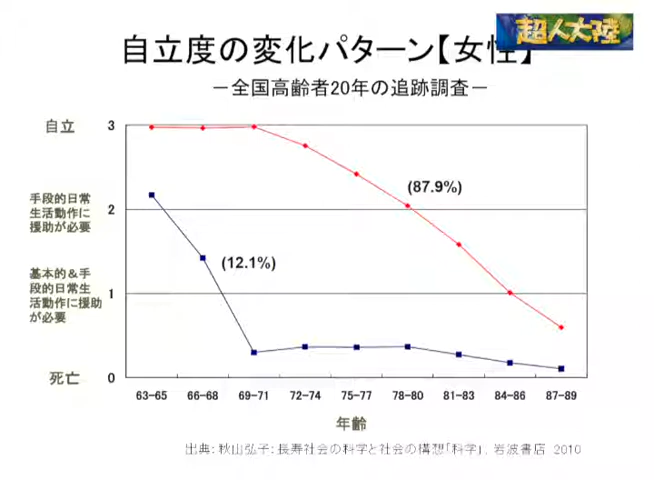 超人大陸
自立度の変化パターン【女性】
－全国高齢者20年の追跡調査－
自立 3
手段的日常
生活動作に
援助が必要
2
(87.9%)
(12.1%)
基本的&手
段的日常生
活動作に援助
が必要
1
死亡 0
63-65 66-68 69-71 72-74 75-77 78-80 81-83 84-86 87-89
年齢
出典: 秋山弘子: 長寿社会の科学と社会の構想「科学」, 岩波書店 2010